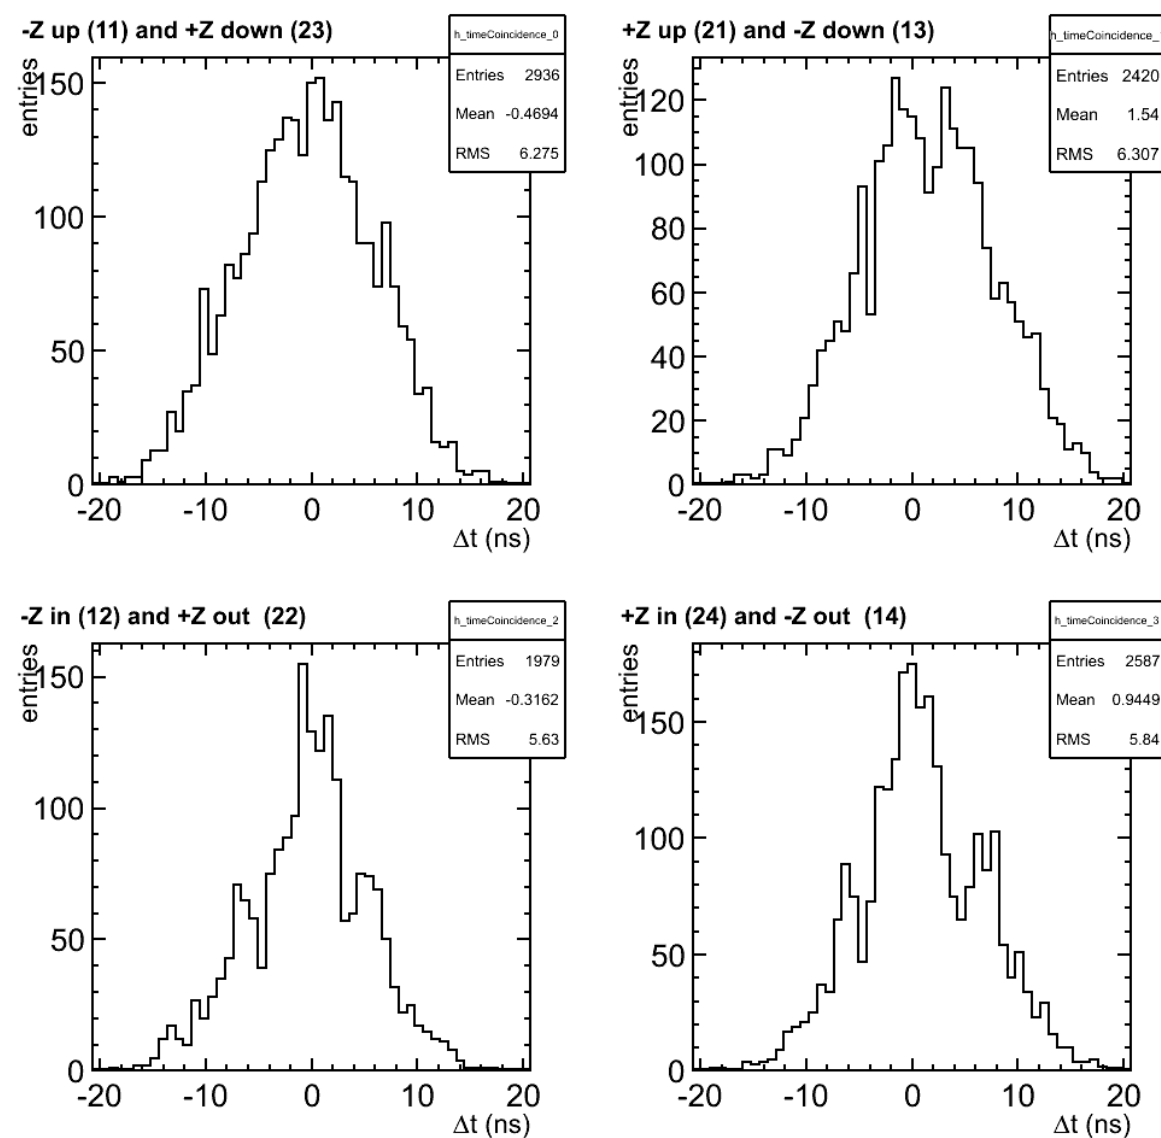 -Z up (11) and +Z down (23)
h_timeCoincidence_0
Entries 2936
Mean -0.4694
RMS 6.275
entries
150
100
50
0
-20 -10 0 10 20
Δt (ns)
+Z up (21) and -Z down (13)
h_timeCoincidence_1
Entries 2420
Mean 1.54
RMS 6.307
entries
120
100
80
60
40
20
0
-20 -10 0 10 20
Δt (ns)
-Z in (12) and +Z out (22)
h_timeCoincidence_2
Entries 1979
Mean -0.3162
RMS 5.63
entries
150
100
50
0
-20 -10 0 10 20
Δt (ns)
+Z in (24) and -Z out (14)
h_timeCoincidence_3
Entries 2587
Mean 0.9449
RMS 5.84
entries
150
100
50
0
-20 -10 0 10 20
Δt (ns)